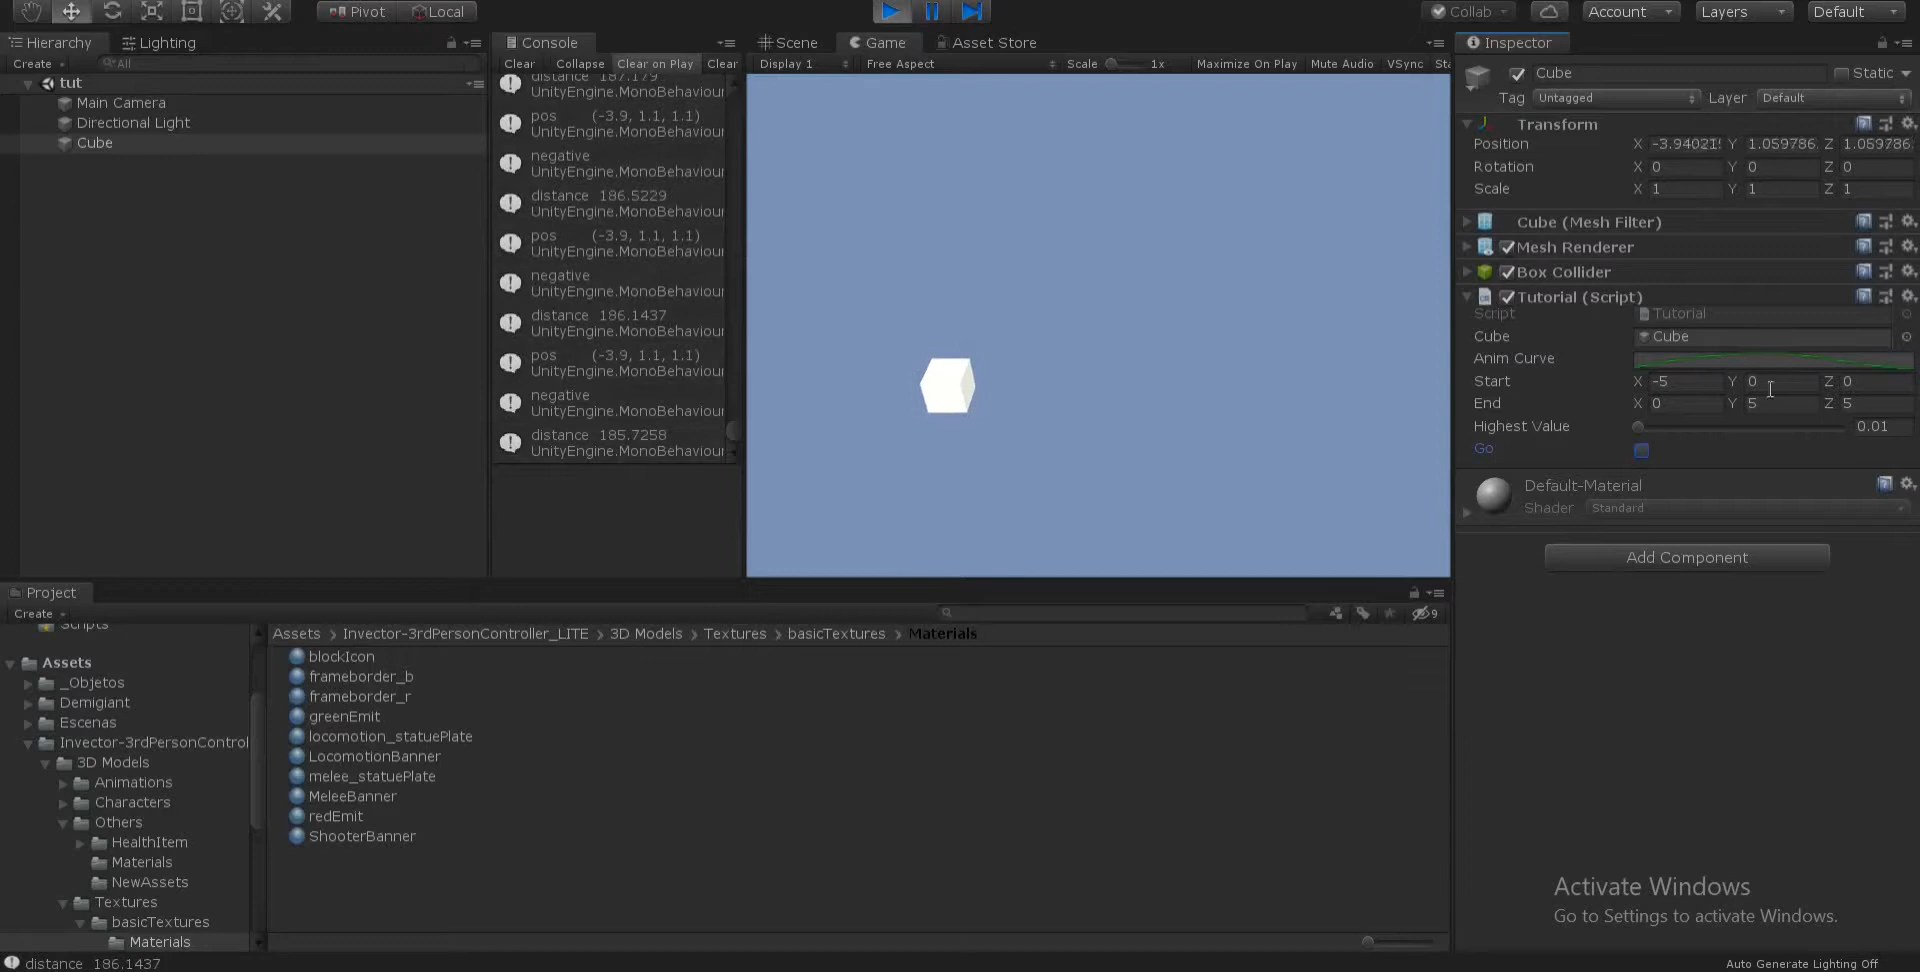 Pivot Local
Collab Account Layers Default
Hierarchy Lighting
Create All
tut
Main Camera
Directional Light
Cube
Console
Clear Collapse Clear on Play Clear
distance 187.179
UnityEngine.MonoBehaviour
pos (-3.9, 1.1, 1.1)
UnityEngine.MonoBehaviour
negative
UnityEngine.MonoBehaviour
distance 186.5229
UnityEngine.MonoBehaviour
pos (-3.9, 1.1, 1.1)
UnityEngine.MonoBehaviour
negative
UnityEngine.MonoBehaviour
distance 186.1437
UnityEngine.MonoBehaviour
pos (-3.9, 1.1, 1.1)
UnityEngine.MonoBehaviour
negative
UnityEngine.MonoBehaviour
distance 185.7258
UnityEngine.MonoBehaviour
Scene Game Asset Store
Display 1 Free Aspect Scale 1x Maximize On Play Mute Audio VSync Sta
Inspector
Cube Static
Tag Untagged Layer Default
Transform
Position X -3.94021 Y 1.059786 Z 1.059786
Rotation X 0 Y 0 Z 0
Scale X 1 Y 1 Z 1
Cube (Mesh Filter)
Mesh Renderer
Box Collider
Tutorial (Script)
Script Tutorial
Cube Cube
Anim Curve
Start X -5 Y 0 Z 0
End X 0 Y 5 Z 5
Highest Value 0.01
Go
Default-Material
Shader Standard
Add Component
Project
Create
9
Scripts
Assets
_Objetos
Demigiant
Escenas
Invector-3rdPersonControl
3D Models
Animations
Characters
Others
HealthItem
Materials
NewAssets
Textures
basicTextures
Materials
Assets > Invector-3rdPersonController_LITE > 3D Models > Textures > basicTextures > Materials
blockIcon
frameborder_b
frameborder_r
greenEmit
locomotion_statuePlate
LocomotionBanner
melee_statuePlate
MeleeBanner
redEmit
ShooterBanner
Activate Windows
Go to Settings to activate Windows.
distance 186.1437
Auto Generate Lighting Off